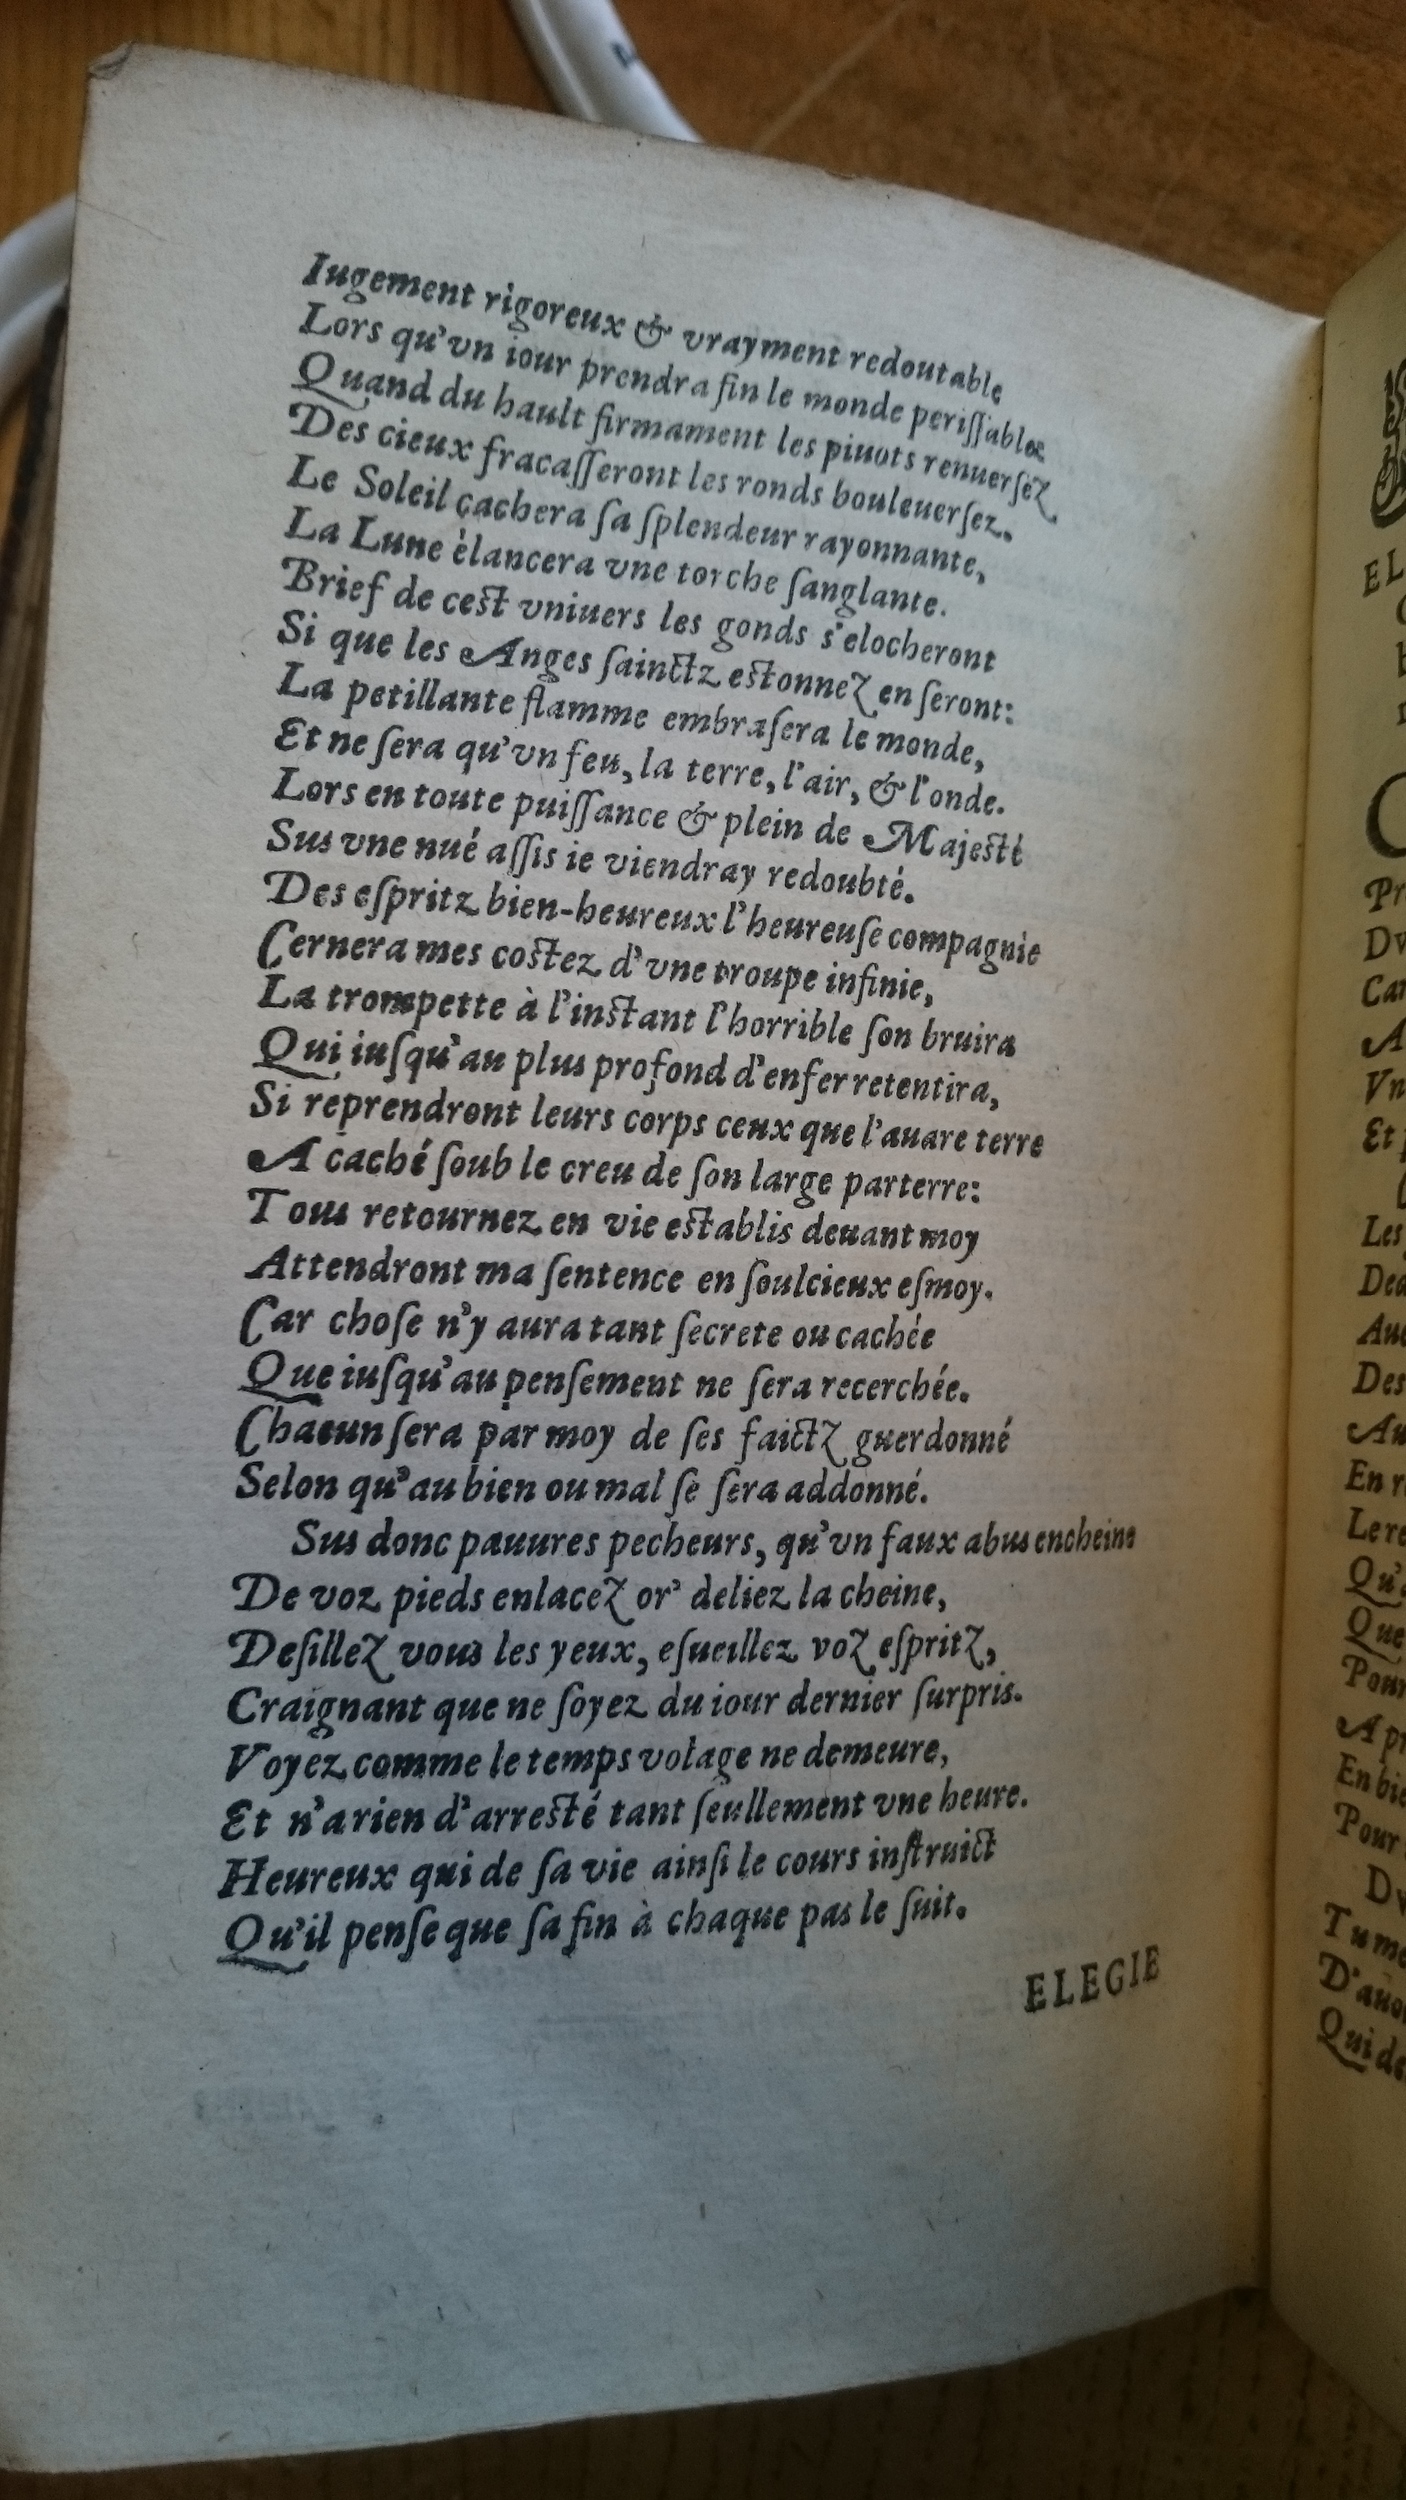 Iugement rigoreux & vrayment redoutable
Lors qu'vn iour prendra fin le monde perissable:
Quand du hault firmament les piuots renuersez
Des cieux fracasseront les ronds bouleuersez.
Le Soleil cachera sa splendeur rayonnante,
La Lune èlancera vne torche sanglante.
Brief de cest vniuers les gonds s'elocheront
Si que les Anges sainctz estonnez en seront:
La petillante flamme embrasera le monde,
Et ne sera qu'vn feu, la terre, l'air, & l'onde.
Lors en toute puissance & plein de Majesté
Sus vne nué assis ie viendray redoubté.
Des espritz bien-heureux l'heureuse compagnie
Cernera mes costez d'vne troupe infinie,
La trompette à l'instant l'horrible son bruira
Qui iusqu'au plus profond d'enfer retentira,
Si reprendront leurs corps ceux que l'auare terre
A caché soub le creu de son large parterre:
Tous retournez en vie establis deuant moy
Attendront ma sentence en soulcieux esmoy.
Car chose n'y aura tant secrete ou cachée
Que iusqu'au pensement ne sera recerchée.
Chacun sera par moy de ses faictz guerdonné
Selon qu'au bien ou mal se sera addonné.
Sus donc pauures pecheurs, qu'vn faux abus encheine
De voz pieds enlacez or' deliez la cheine,
Desillez vous les yeux, esueillez voz espritz,
Craignant que ne soyez du iour dernier surpris.
Voyez comme le temps volage ne demeure,
Et n'a rien d'arresté tant seullement vne heure.
Heureux qui de sa vie ainsi le cours instruict
Qu'il pense que sa fin à chaque pas le suit.
ELEGIE
EL
Pr
Dv
Car
A
Vn
Et
Les
Des
Au
En r
Le re
Qu'
Que
Pour
A pr
En bie
Pour
Dv
Tu me
D'auo
Qui de